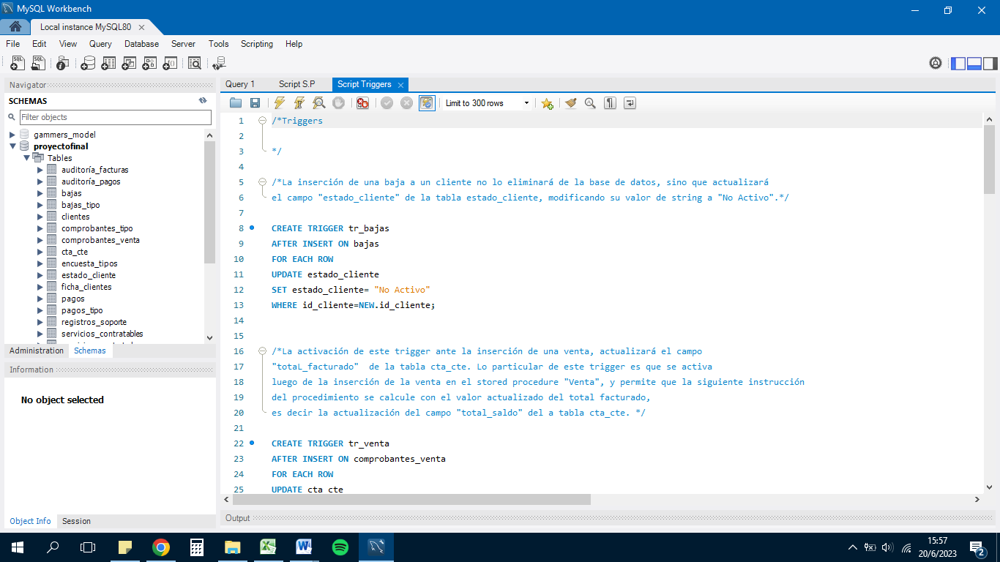 MySQL Workbench
Local instance MySQL80
File Edit View Query Database Server Tools Scripting Help
Navigator
SCHEMAS
Filter objects
gammers_model
proyectofinal
Tables
auditoría_facturas
auditoría_pagos
bajas
bajas_tipo
clientes
comprobantes_tipo
comprobantes_venta
cta_cte
encuesta_tipos
estado_cliente
ficha_clientes
pagos
pagos_tipo
registros_soporte
servicios_contratables
Administration Schemas
Information
No object selected
Object Info Session
Query 1 Script S.P Script Triggers
Limit to 300 rows
1 /*Triggers
2
3 */
4
5 /*La inserción de una baja a un cliente no lo eliminará de la base de datos, sino que actualizará
6 el campo "estado_cliente" de la tabla estado_cliente, modificando su valor de string a "No Activo".*/
7
8 CREATE TRIGGER tr_bajas
9 AFTER INSERT ON bajas
10 FOR EACH ROW
11 UPDATE estado_cliente
12 SET estado_cliente= "No Activo"
13 WHERE id_cliente=NEW.id_cliente;
14
15
16 /*La activación de este trigger ante la inserción de una venta, actualizará el campo
17 "totaL_facturado"  de la tabla cta_cte. Lo particular de este trigger es que se activa
18 luego de la inserción de la venta en el stored procedure "Venta", y permite que la siguiente instrucción
19 del procedimiento se calcule con el valor actualizado del total facturado,
20 es decir la actualización del campo "total_saldo" del a tabla cta_cte. */
21
22 CREATE TRIGGER tr_venta
23 AFTER INSERT ON comprobantes_venta
24 FOR EACH ROW
25 UPDATE cta_cte
Output
15:57
20/6/2023
2